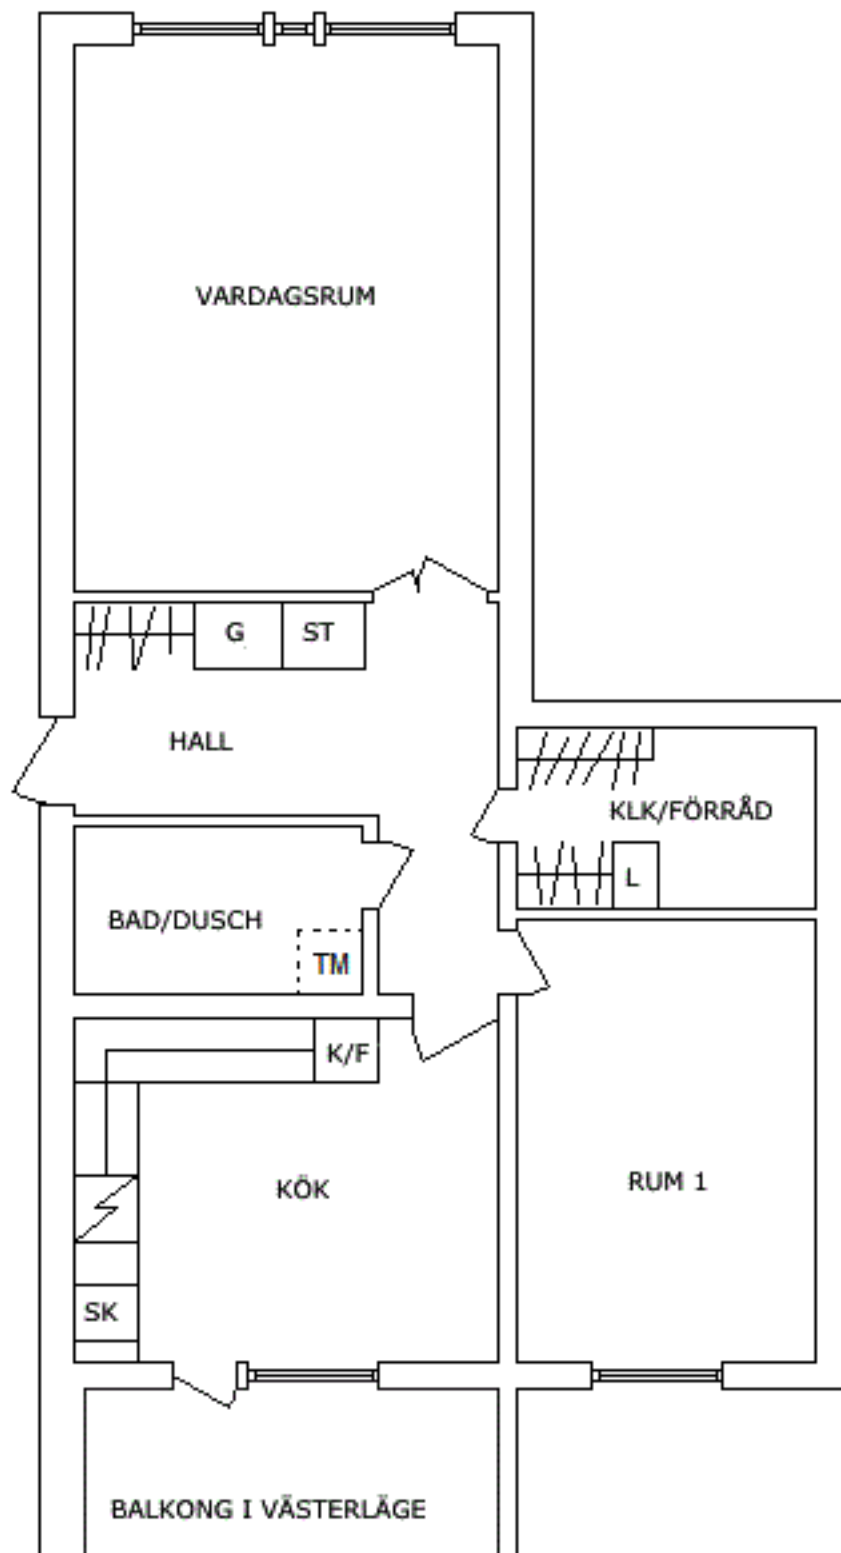 VARDAGSRUM
G
ST
HALL
KLK/FÖRRÅD
L
BAD/DUSCH
TM
K/F
KÖK
RUM 1
SK
BALKONG I VÄSTERLÄGE